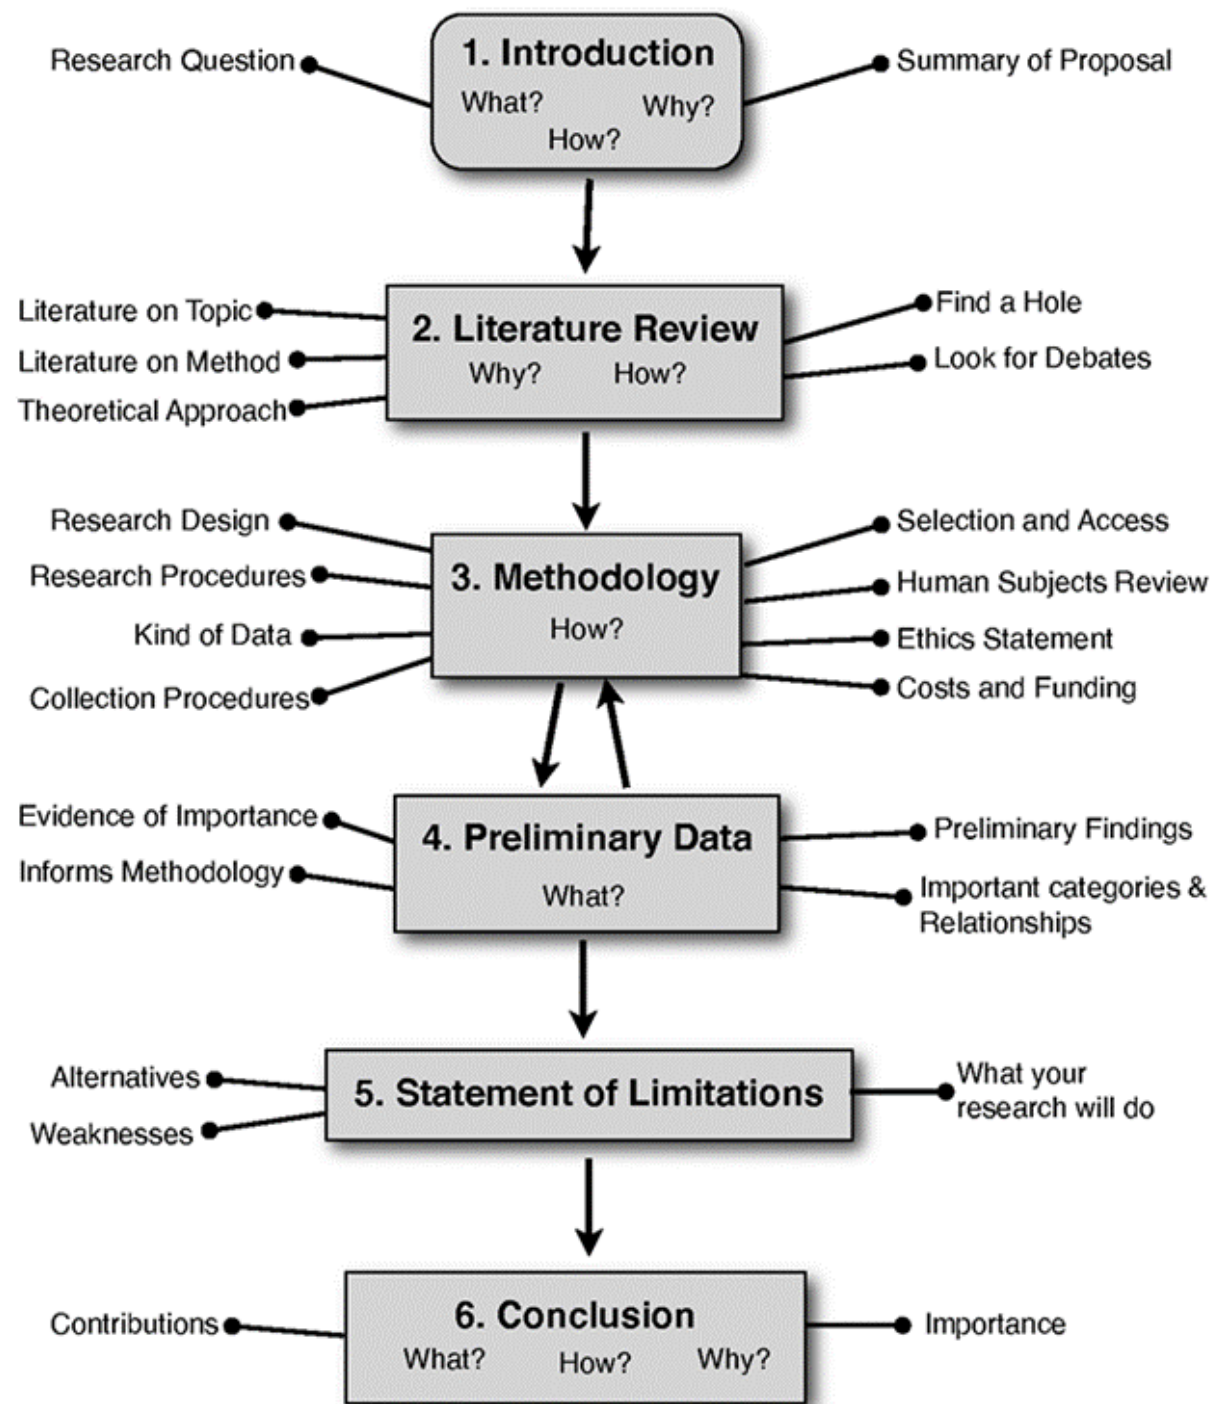 1. Introduction
Research Question
Summary of Proposal
What?
Why?
How?
2. Literature Review
Literature on Topic
Find a Hole
Literature on Method
Look for Debates
Why?
How?
Theoretical Approach
Research Design
Selection and Access
3. Methodology
Research Procedures
Human Subjects Review
How?
Kind of Data
Ethics Statement
Collection Procedures
Costs and Funding
Evidence of Importance
4. Preliminary Data
Preliminary Findings
Informs Methodology
What?
Important categories &
Relationships
Alternatives
5. Statement of Limitations
What your
research will do
Weaknesses
6. Conclusion
Contributions
Importance
What?
How?
Why?